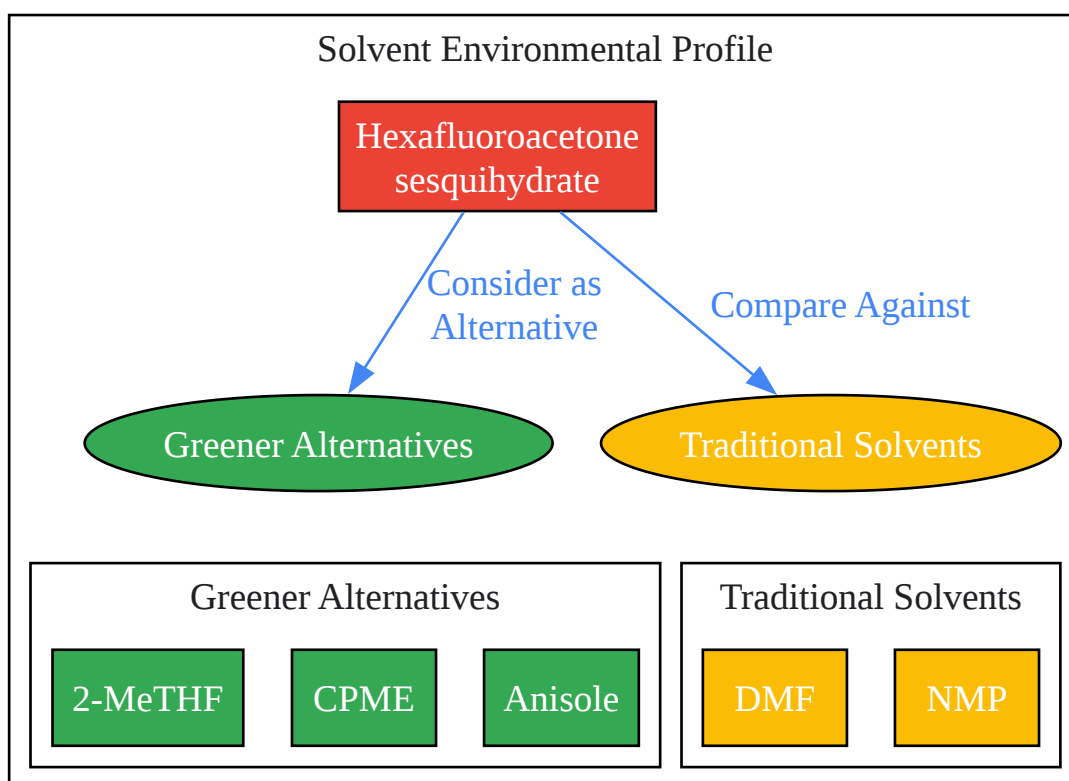 Solvent Environmental Profile
Hexafluoroacetone
sesquihydrate
Consider as
Alternative
Compare Against
Greener Alternatives
Traditional Solvents
Greener Alternatives
2-MeTHF
CPME
Anisole
Traditional Solvents
DMF
NMP